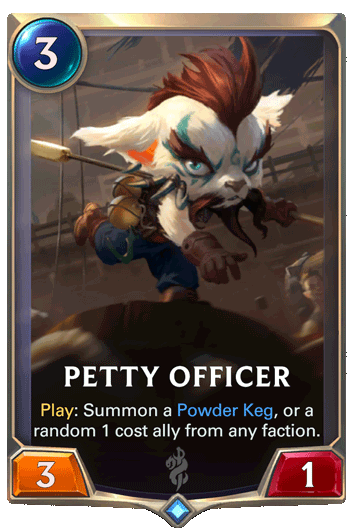 3
PETTY OFFICER
Play: Summon a Powder Keg, or a
random 1 cost ally from any faction.
3
1